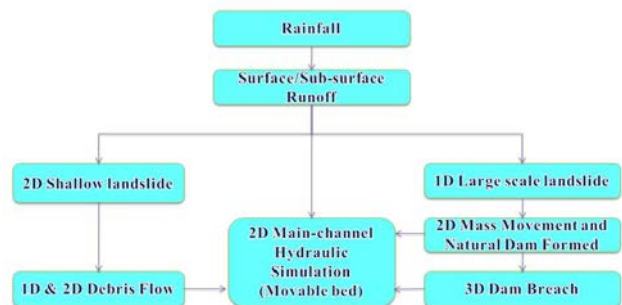 Rainfall
Surface/Sub-surface
Runoff
2D Shallow landslide
1D Large scale landslide
2D Main-channel
Hydraulic
Simulation
(Movable bed)
2D Mass Movement and
Natural Dam Formed
1D & 2D Debris Flow
3D Dam Breach